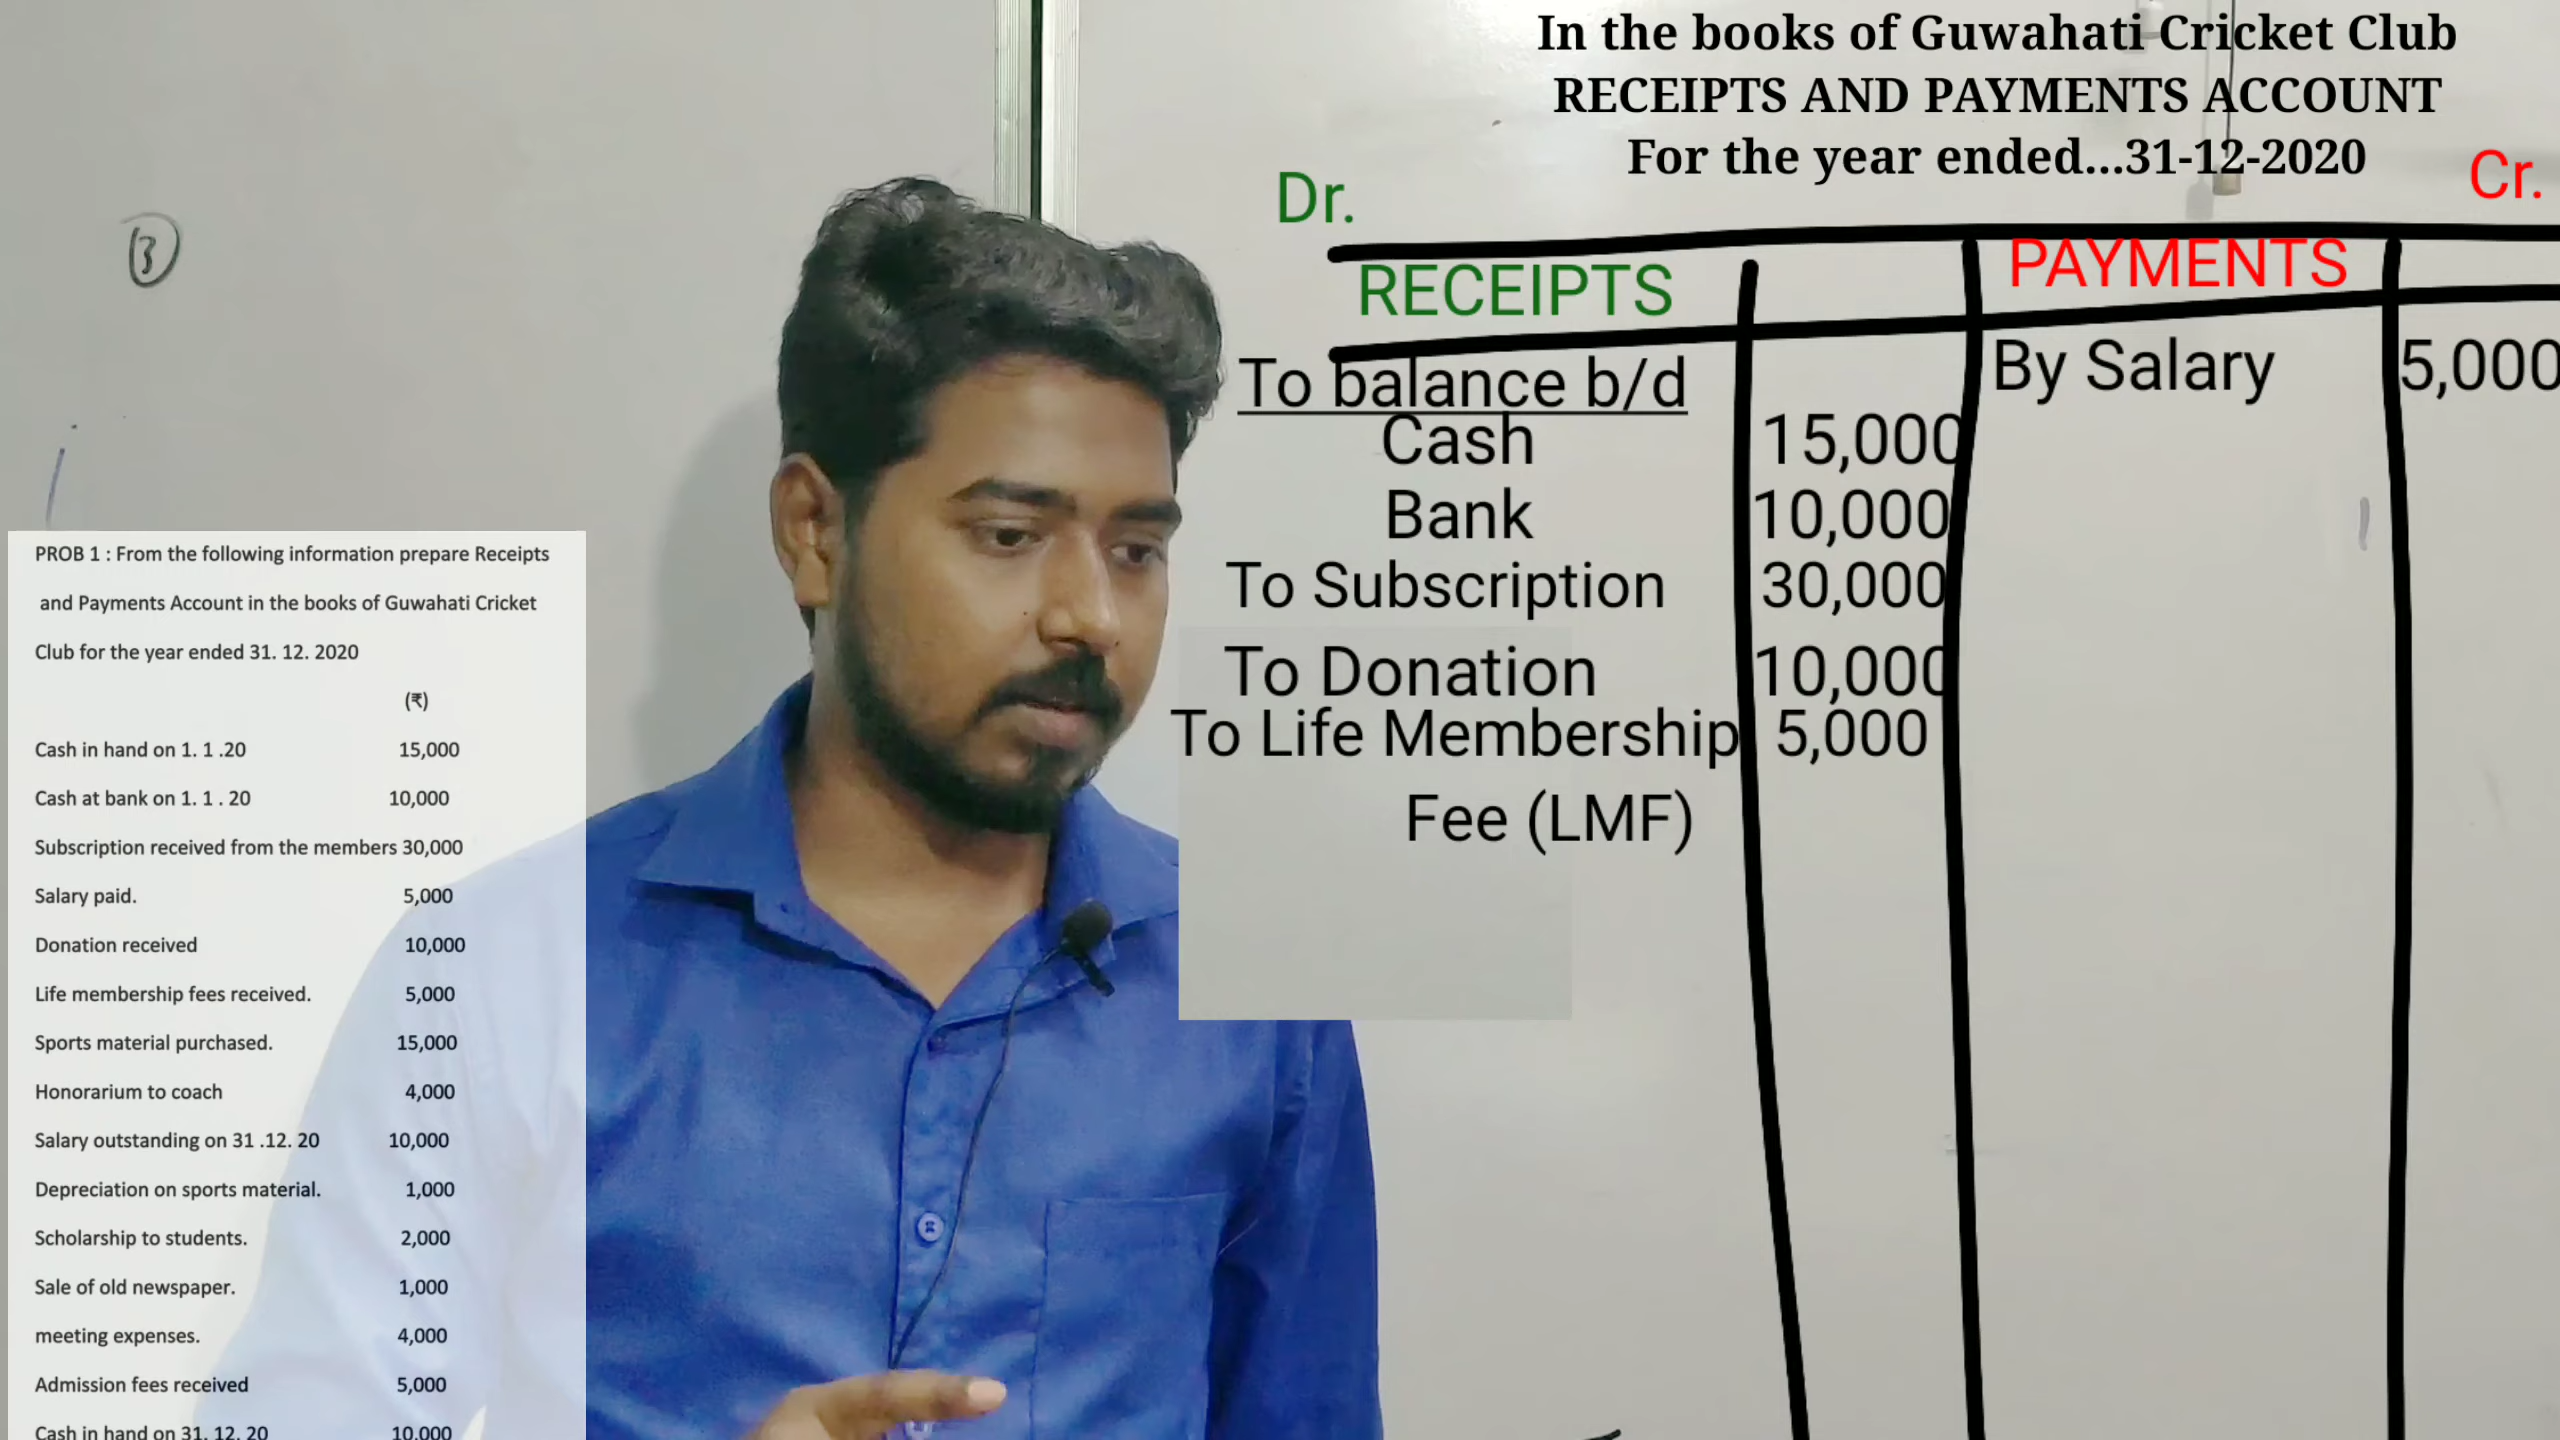 In the books of Guwahati Cricket Club
RECEIPTS AND PAYMENTS ACCOUNT
For the year ended...31-12-2020
Dr.
Cr.
RECEIPTS
PAYMENTS
To balance b/d
By Salary 5,000
Cash 15,000
Bank 10,000
To Subscription 30,000
To Donation 10,000
To Life Membership 5,000
Fee (LMF)
3
PROB 1 : From the following information prepare Receipts
and Payments Account in the books of Guwahati Cricket
Club for the year ended 31. 12. 2020
(₹)
Cash in hand on 1. 1 .20 15,000
Cash at bank on 1. 1 . 20 10,000
Subscription received from the members 30,000
Salary paid. 5,000
Donation received 10,000
Life membership fees received. 5,000
Sports material purchased. 15,000
Honorarium to coach 4,000
Salary outstanding on 31 .12. 20 10,000
Depreciation on sports material. 1,000
Scholarship to students. 2,000
Sale of old newspaper. 1,000
meeting expenses. 4,000
Admission fees received 5,000
Cash in hand on 31. 12. 20 10,000